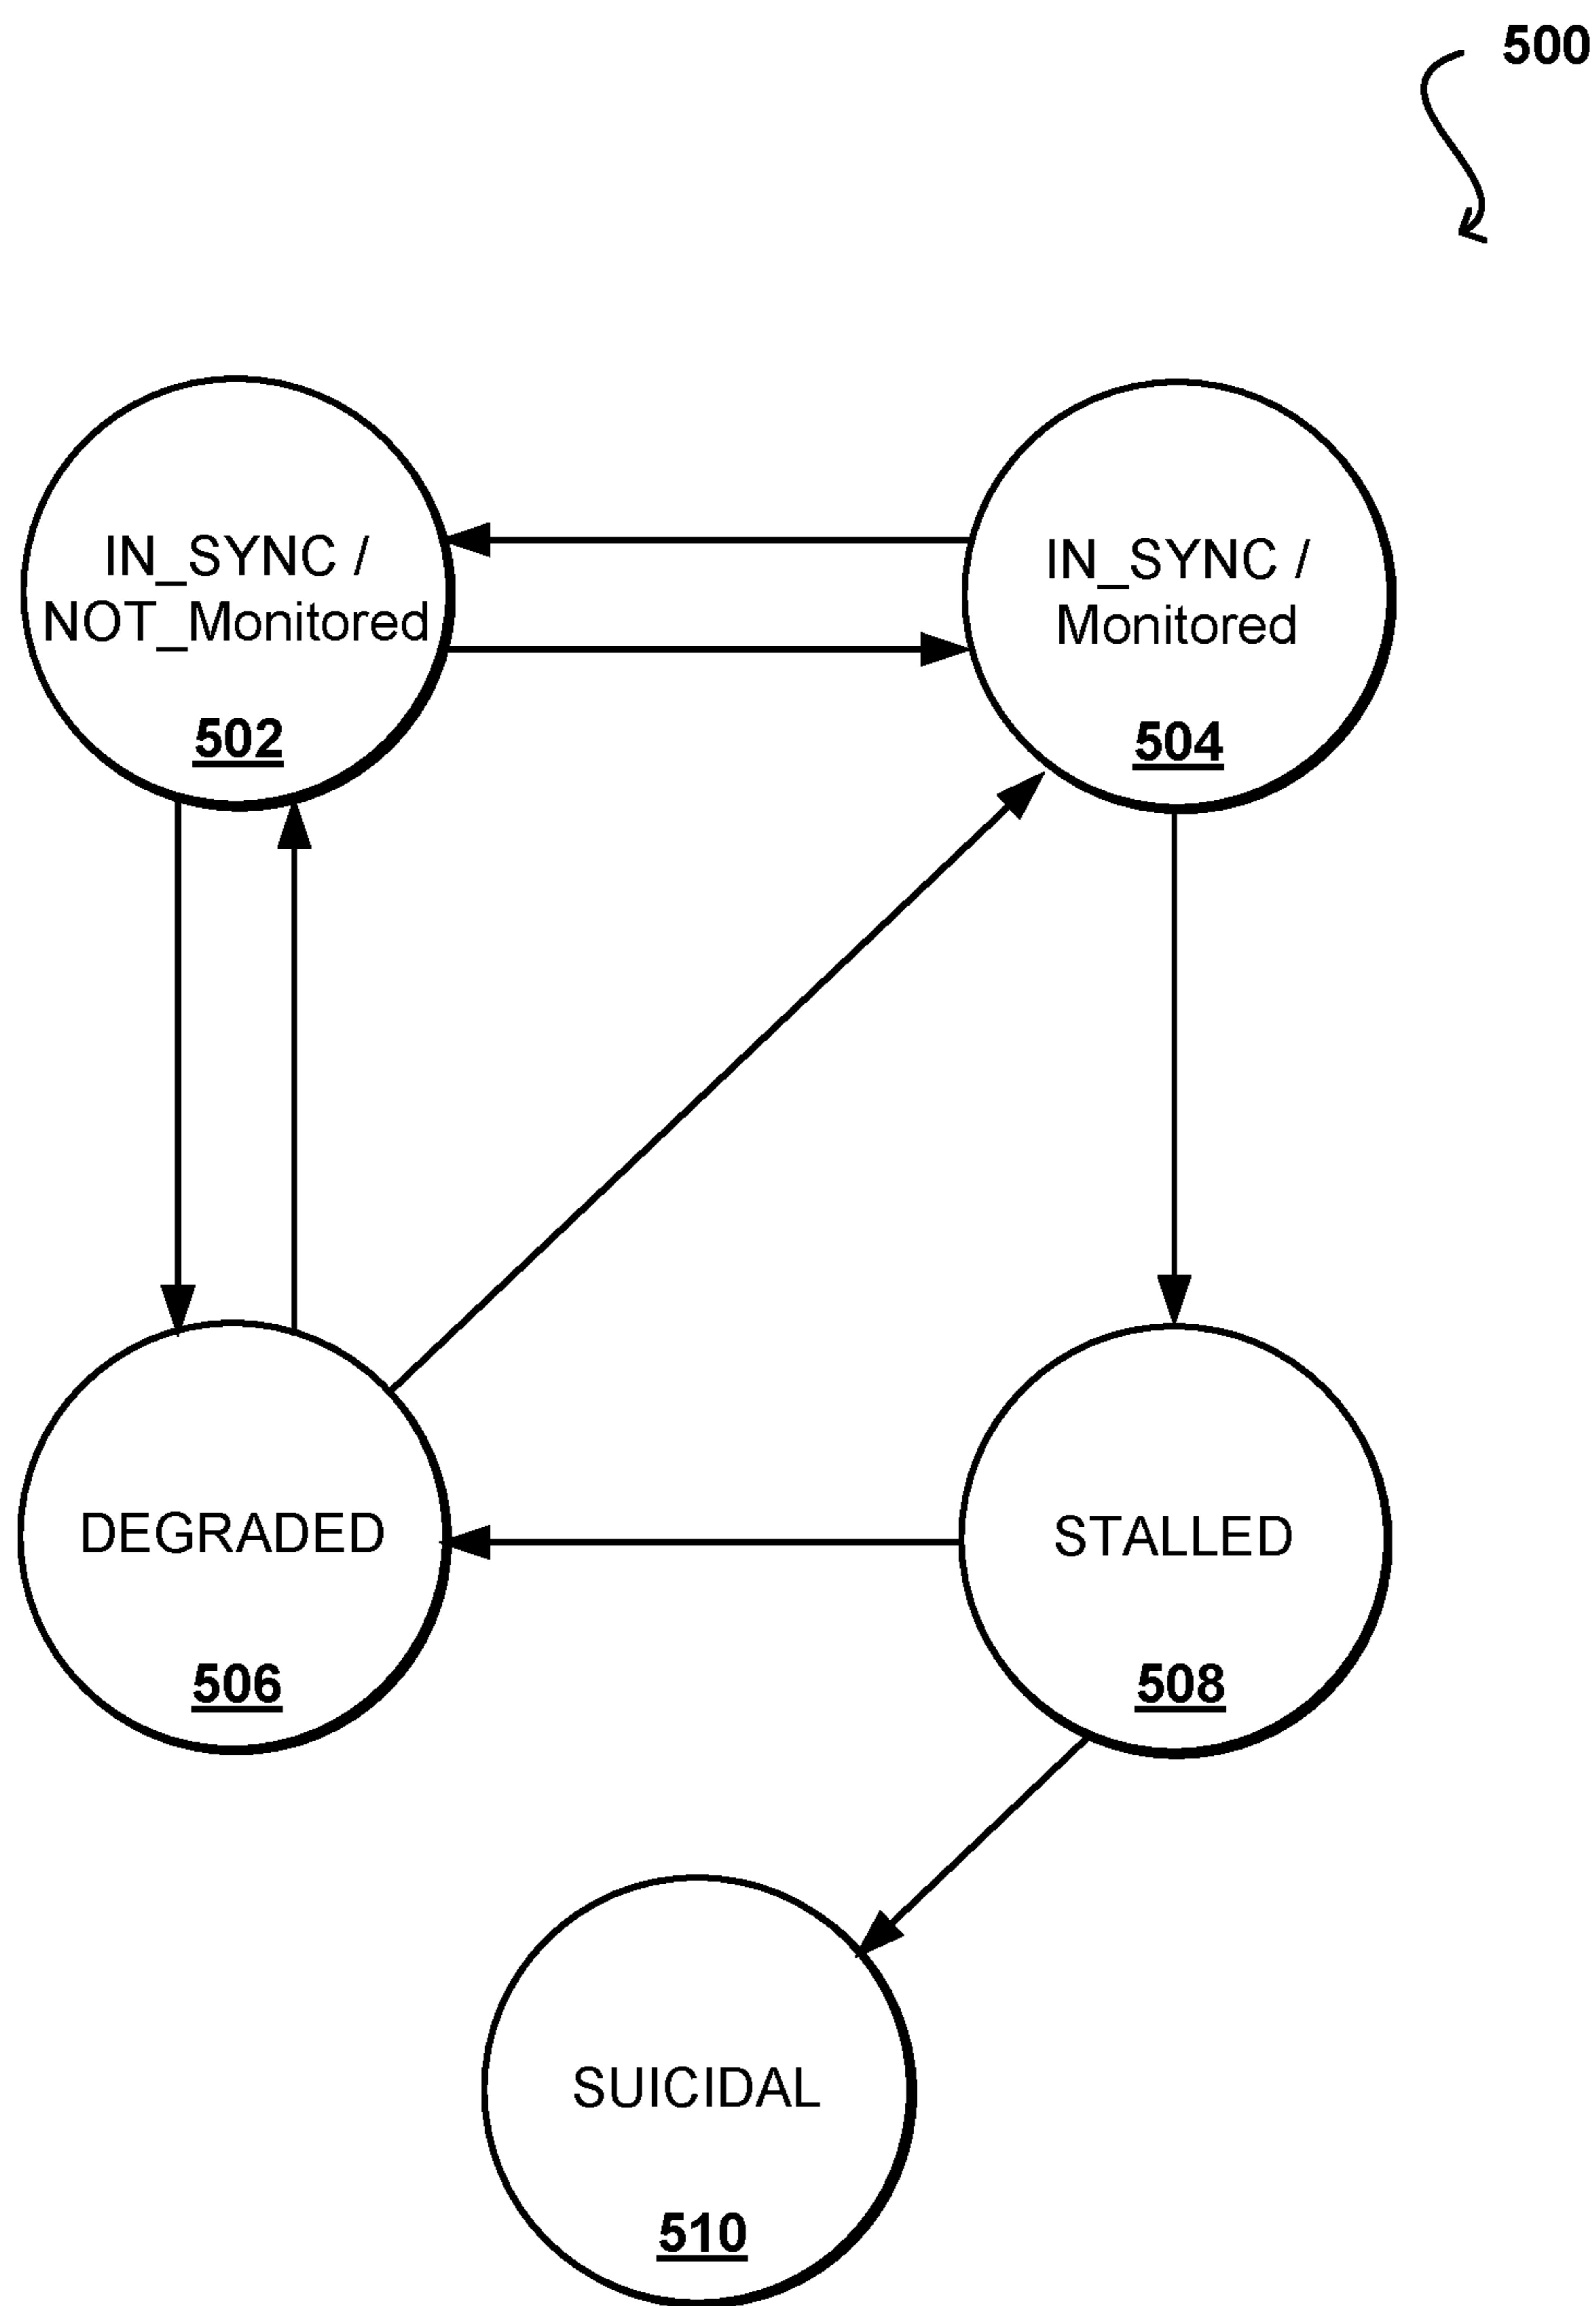 500
IN_SYNC /
NOT_Monitored
502
IN_SYNC /
Monitored
504
DEGRADED
506
STALLED
508
SUICIDAL
510